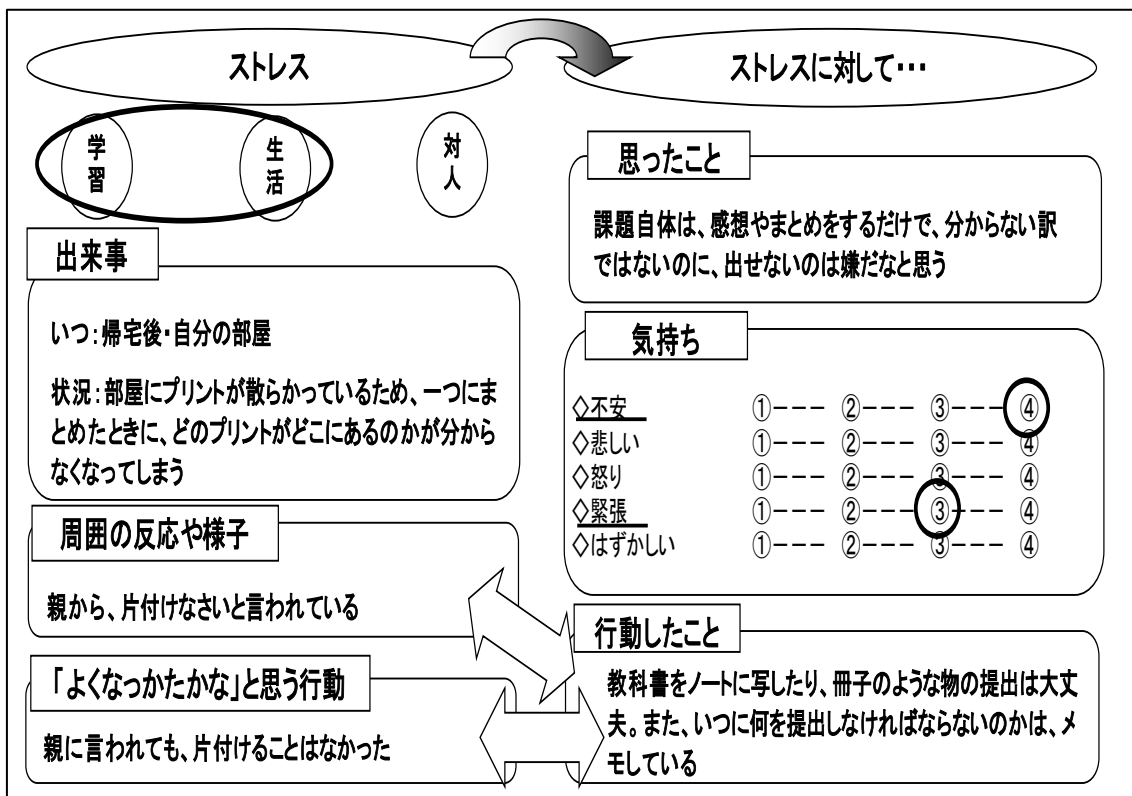 ストレス
ストレスに対して・・・
学習
生活
対人
出来事
いつ：帰宅後・自分の部屋
状況：部屋にプリントが散らかっているため、一つにま
とめたときに、どのプリントがどこにあるのかが分から
なくなってしまう
周囲の反応や様子
親から、片付けなさいと言われている
「よくなっかたかな」と思う行動
親に言われても、片付けることはなかった
思ったこと
課題自体は、感想やまとめをするだけで、分からない訳
ではないのに、出せないのは嫌だなと思う
気持ち
◇不安 ①--- ②--- ③--- ④
◇悲しい ①--- ②--- ③--- ④
◇怒り ①--- ②--- ③--- ④
◇緊張 ①--- ②--- ③--- ④
◇はずかしい ①--- ②--- ③--- ④
行動したこと
教科書をノートに写したり、冊子のような物の提出は大丈
夫。また、いつに何を提出しなければならないのかは、メ
モしている